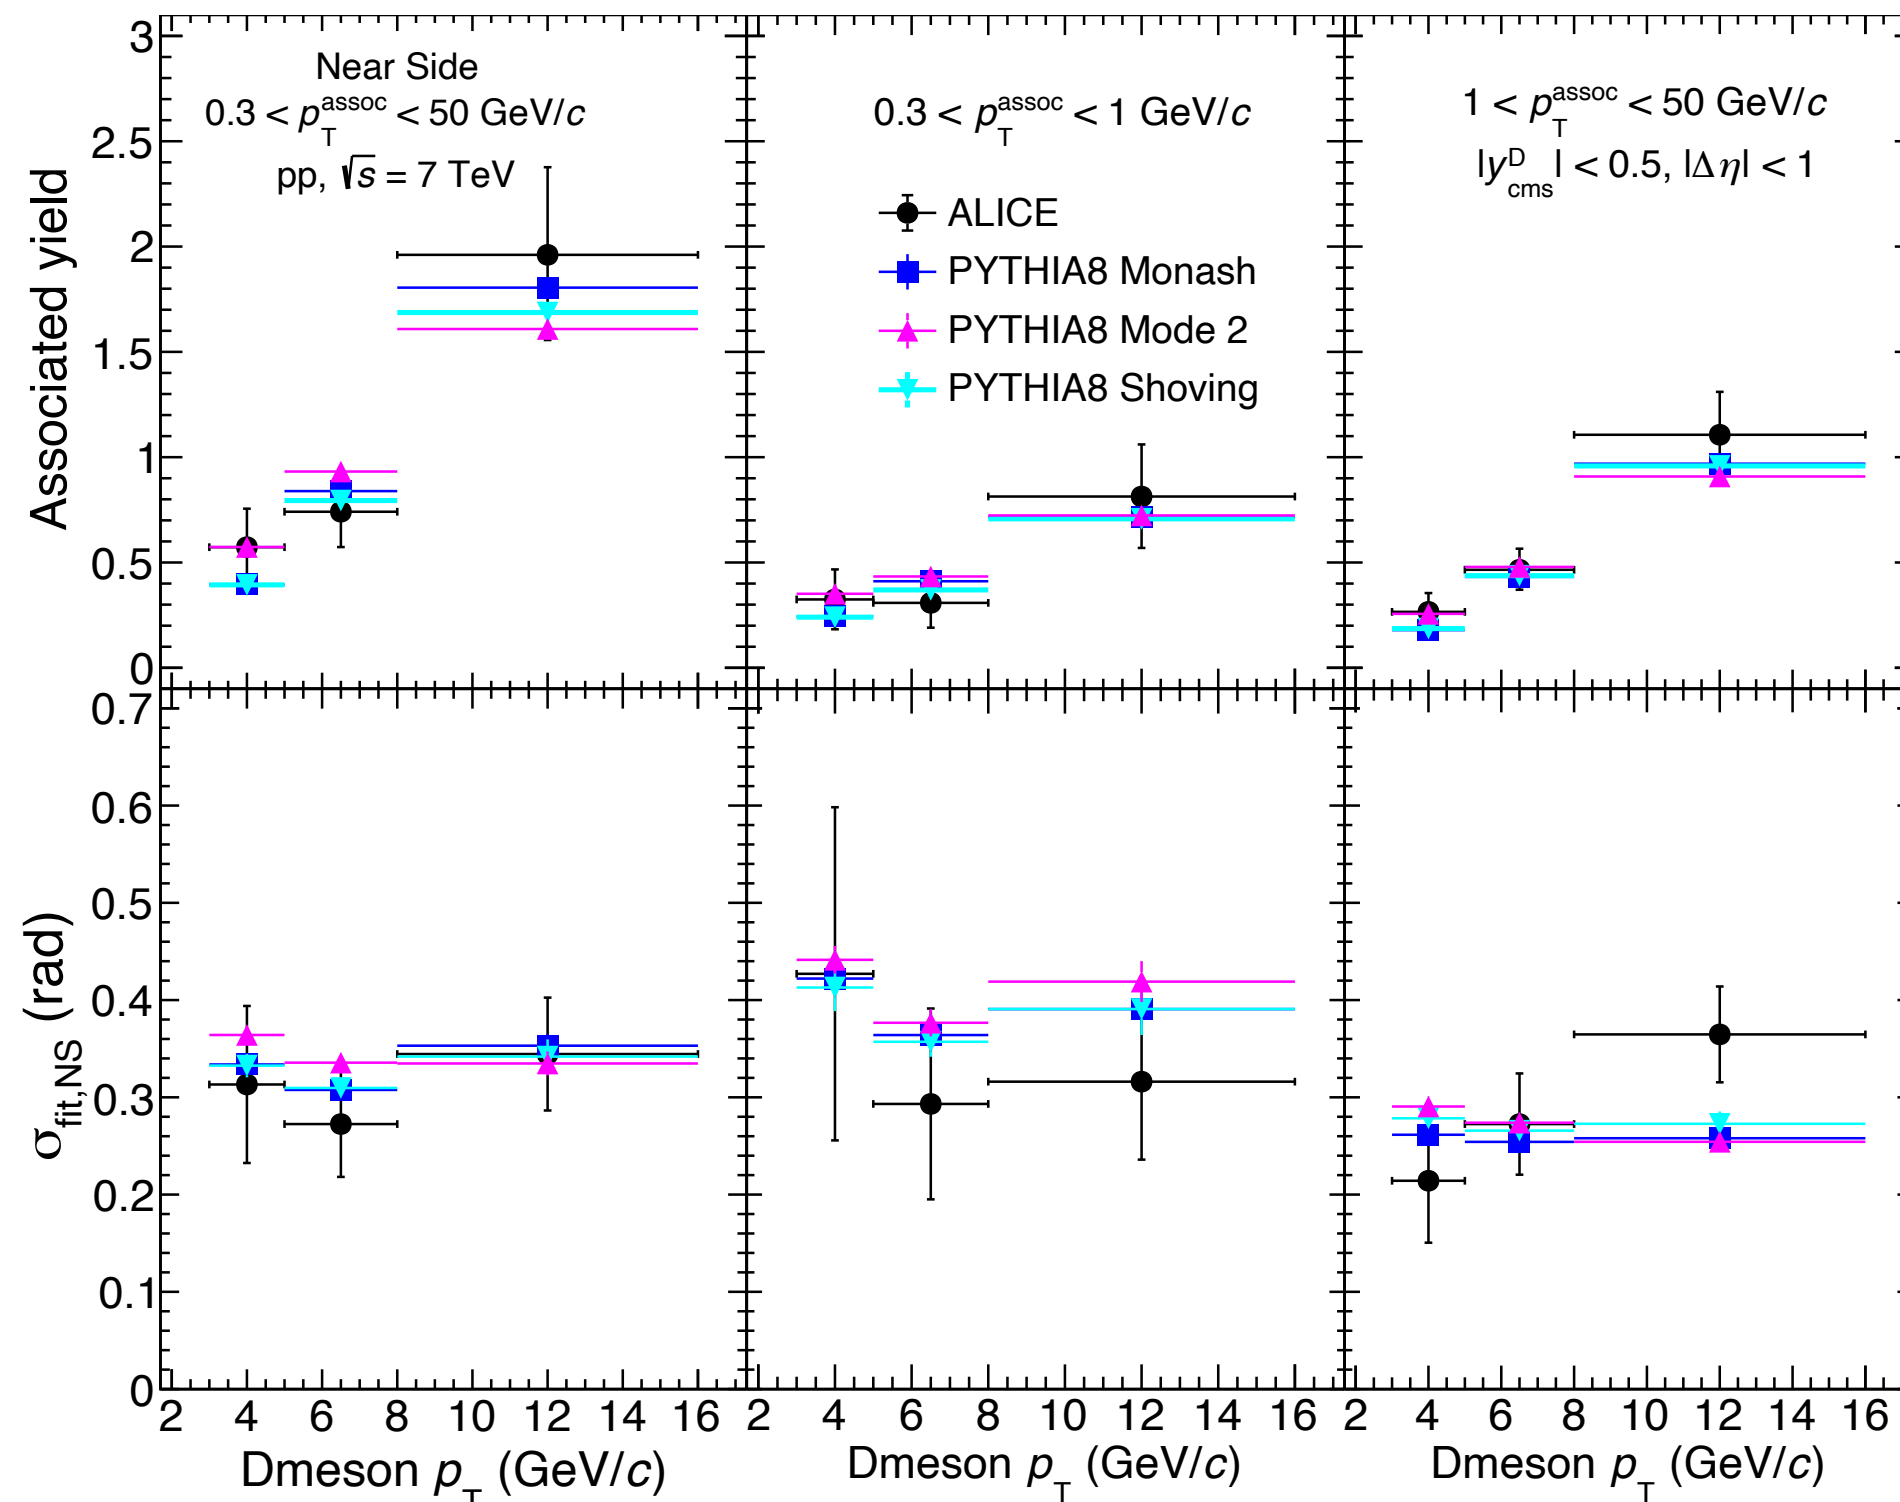 Near Side
0.3 < p_T^assoc < 50 GeV/c
pp, √s = 7 TeV
0.3 < p_T^assoc < 1 GeV/c
1 < p_T^assoc < 50 GeV/c
|y_cms^D| < 0.5, |Δη| < 1
ALICE
PYTHIA8 Monash
PYTHIA8 Mode 2
PYTHIA8 Shoving
Associated yield
3
2.5
2
1.5
1
0.5
0
σ_fit,NS (rad)
0.7
0.6
0.5
0.4
0.3
0.2
0.1
0
2 4 6 8 10 12 14 16
2 4 6 8 10 12 14 16
2 4 6 8 10 12 14 16
Dmeson p_T (GeV/c)
Dmeson p_T (GeV/c)
Dmeson p_T (GeV/c)